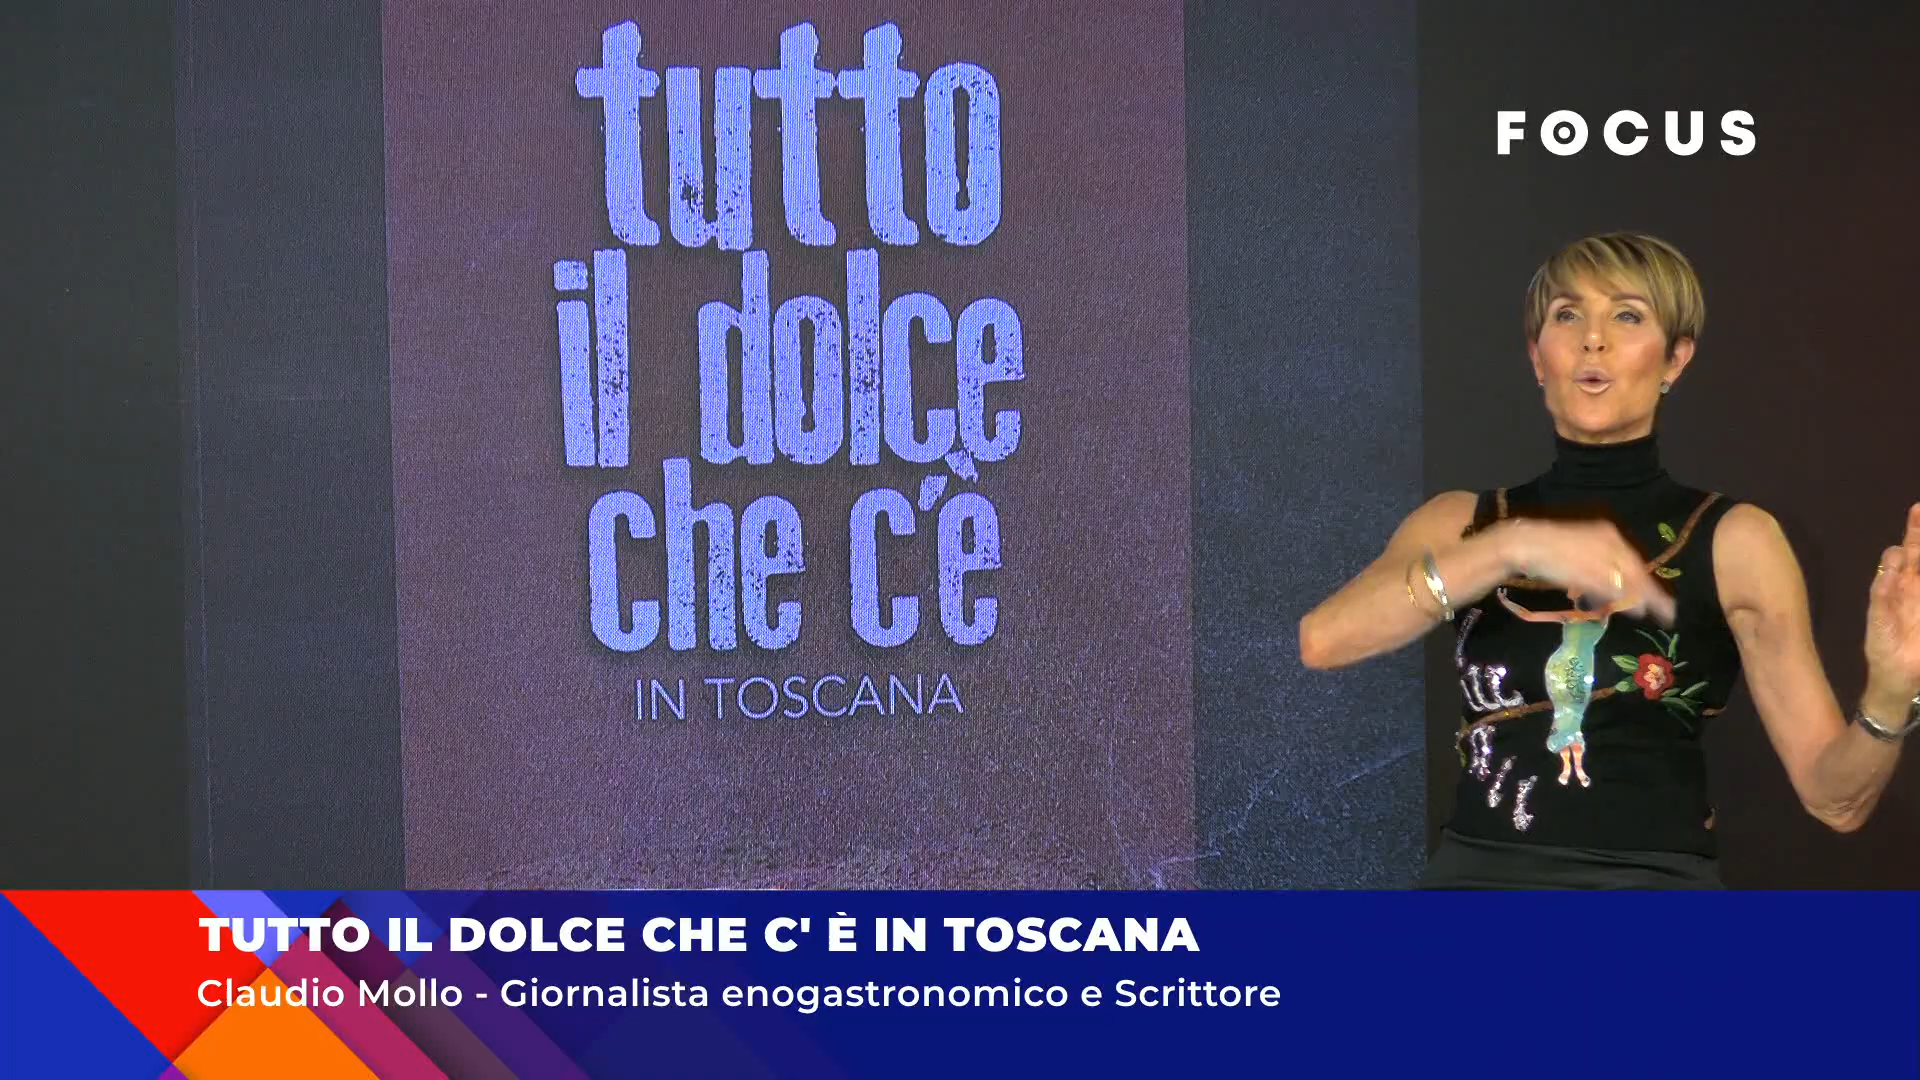 tutto
il dolce
che c'è
IN TOSCANA
FOCUS
TUTTO IL DOLCE CHE C' È IN TOSCANA
Claudio Mollo - Giornalista enogastronomico e Scrittore